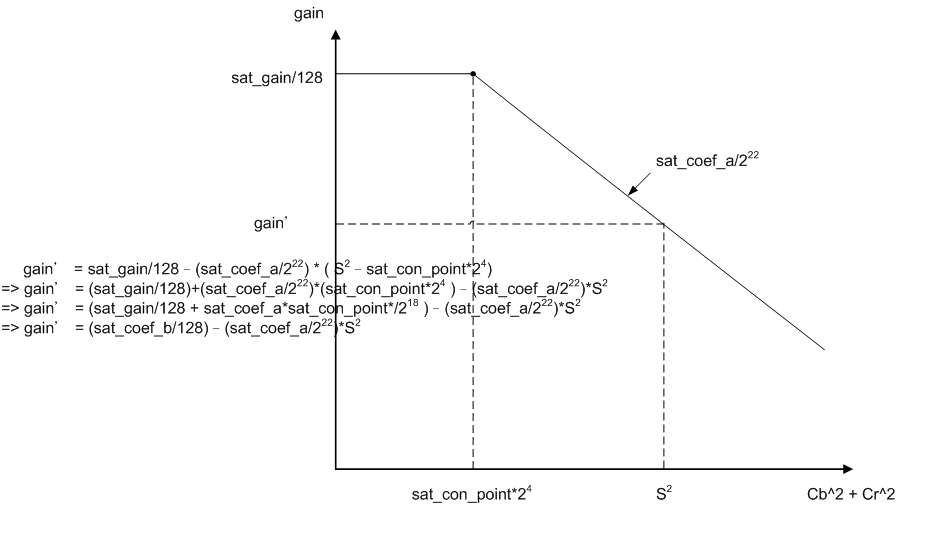 gain
sat_gain/128
sat_coef_a/2^22
gain’
gain’ = sat_gain/128 – (sat_coef_a/2^22) * ( S^2 – sat_con_point*2^4)
=> gain’ = (sat_gain/128)+(sat_coef_a/2^22)*(sat_con_point*2^4 ) – (sat_coef_a/2^22)*S^2
=> gain’ = (sat_gain/128 + sat_coef_a*sat_con_point*/2^18 ) – (sat_coef_a/2^22)*S^2
=> gain’ = (sat_coef_b/128) – (sat_coef_a/2^22)*S^2
sat_con_point*2^4 S^2 Cb^2 + Cr^2